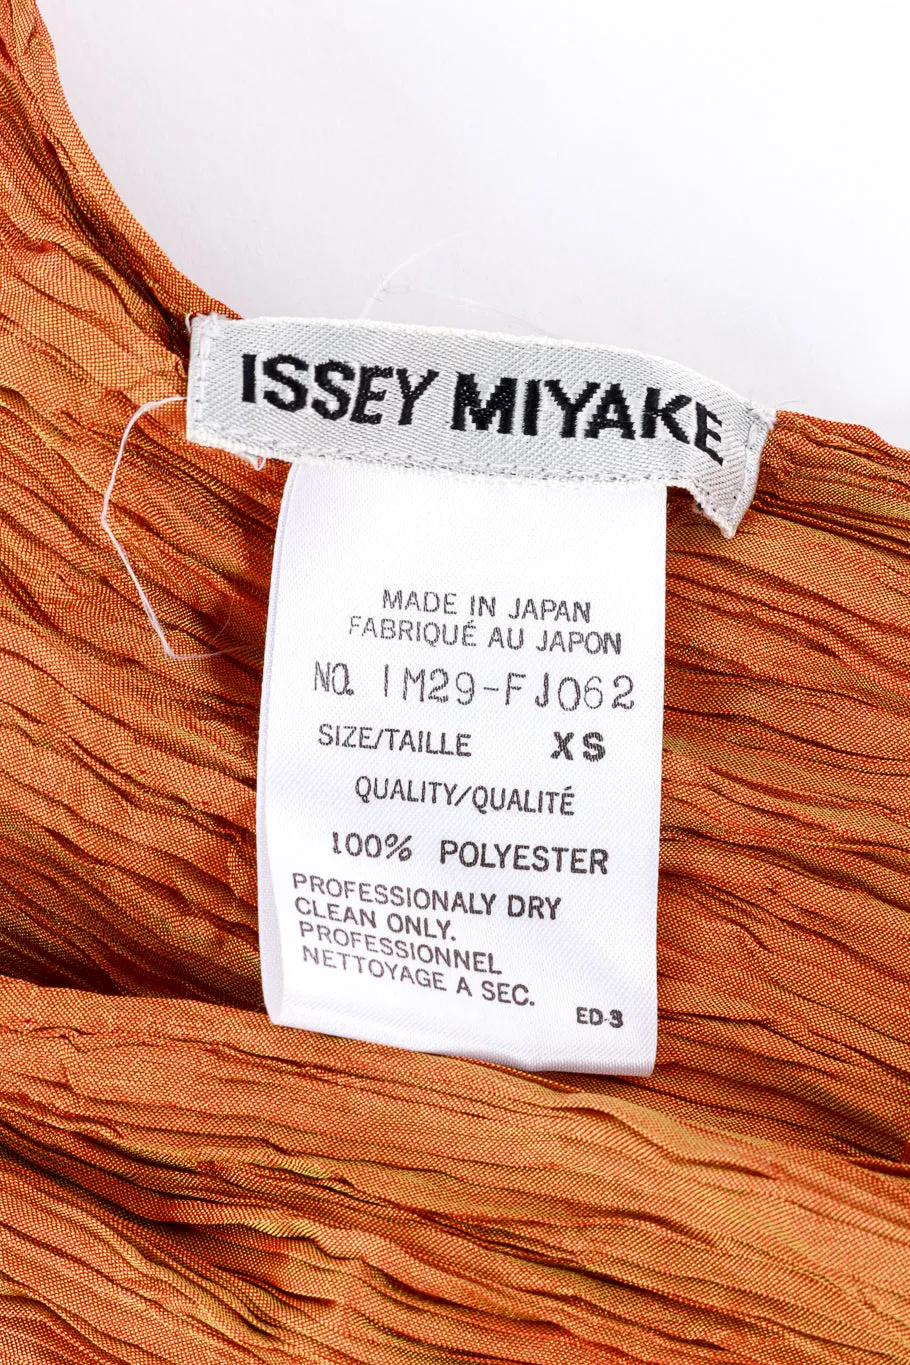 ISSEY MIYAKE
MADE IN JAPAN
FABRIQUÉ AU JAPON
NO. IM29-FJ062
SIZE/TAILLE XS
QUALITY/QUALITÉ
100% POLYESTER
PROFESSIONALY DRY
CLEAN ONLY.
PROFESSIONNEL
NETTOYAGE A SEC.
ED-3